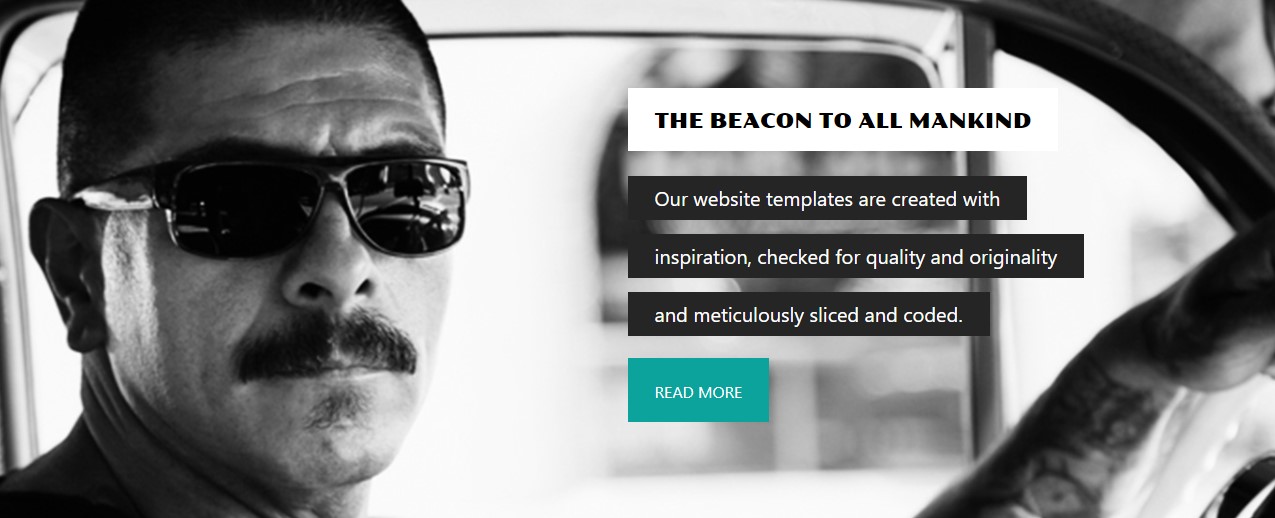 THE BEACON TO ALL MANKIND
Our website templates are created with
inspiration, checked for quality and originality
and meticulously sliced and coded.
READ MORE